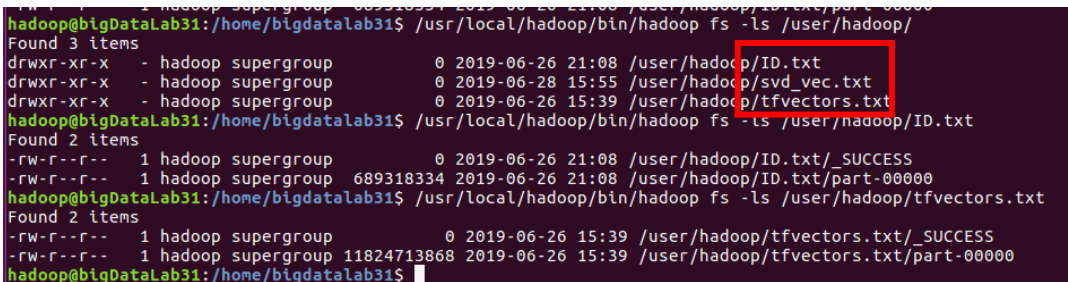 hadoop@bigDataLab31:/home/bigdatalab31$ /usr/local/hadoop/bin/hadoop fs -ls /user/hadoop/
Found 3 items
drwxr-xr-x   - hadoop supergroup          0 2019-06-26 21:08 /user/hadoop/ID.txt
drwxr-xr-x   - hadoop supergroup          0 2019-06-28 15:55 /user/hadoop/svd_vec.txt
drwxr-xr-x   - hadoop supergroup          0 2019-06-26 15:39 /user/hadoop/tfvectors.txt
hadoop@bigDataLab31:/home/bigdatalab31$ /usr/local/hadoop/bin/hadoop fs -ls /user/hadoop/ID.txt
Found 2 items
-rw-r--r--   1 hadoop supergroup          0 2019-06-26 21:08 /user/hadoop/ID.txt/_SUCCESS
-rw-r--r--   1 hadoop supergroup  689318334 2019-06-26 21:08 /user/hadoop/ID.txt/part-00000
hadoop@bigDataLab31:/home/bigdatalab31$ /usr/local/hadoop/bin/hadoop fs -ls /user/hadoop/tfvectors.txt
Found 2 items
-rw-r--r--   1 hadoop supergroup           0 2019-06-26 15:39 /user/hadoop/tfvectors.txt/_SUCCESS
-rw-r--r--   1 hadoop supergroup 11824713868 2019-06-26 15:39 /user/hadoop/tfvectors.txt/part-00000
hadoop@bigDataLab31:/home/bigdatalab31$